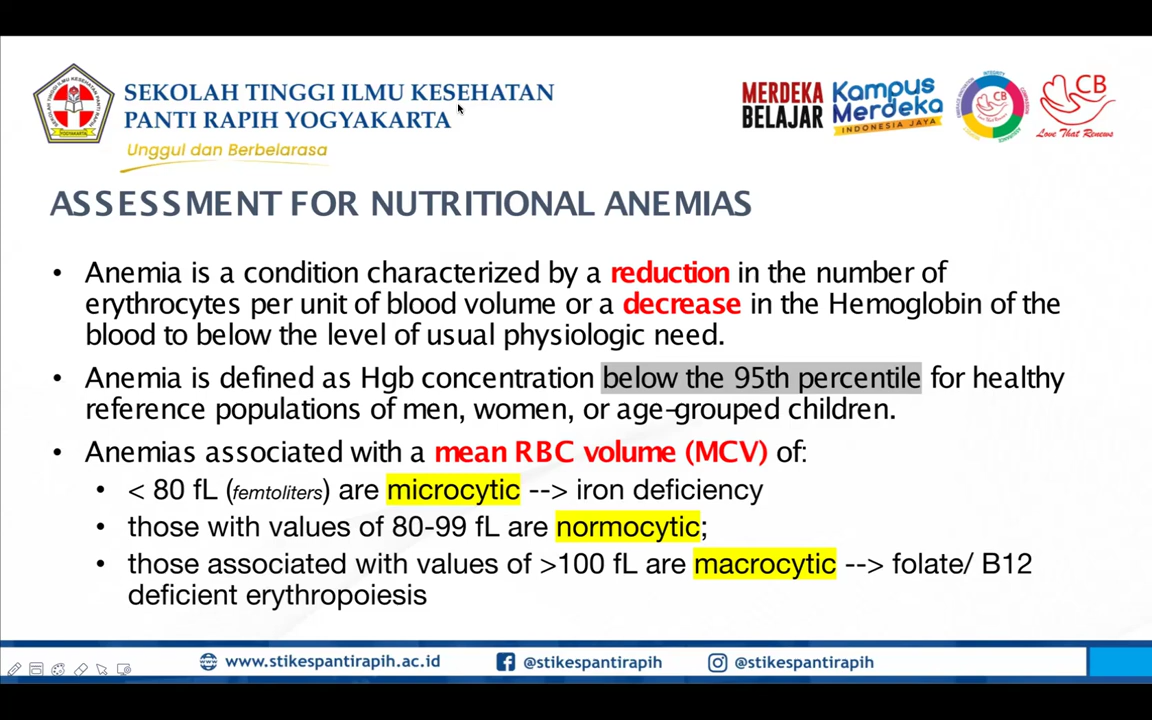 SEKOLAH TINGGI ILMU KESEHATAN
PANTI RAPIH YOGYAKARTA
Unggul dan Berbelarasa
MERDEKA
BELAJAR
Kampus
Merdeka
INDONESIA JAYA
CB
Love That Renews
ASSESSMENT FOR NUTRITIONAL ANEMIAS
• Anemia is a condition characterized by a reduction in the number of
erythrocytes per unit of blood volume or a decrease in the Hemoglobin of the
blood to below the level of usual physiologic need.
• Anemia is defined as Hgb concentration below the 95th percentile for healthy
reference populations of men, women, or age-grouped children.
• Anemias associated with a mean RBC volume (MCV) of:
• < 80 fL (femtoliters) are microcytic --> iron deficiency
• those with values of 80-99 fL are normocytic;
• those associated with values of >100 fL are macrocytic --> folate/ B12
deficient erythropoiesis
www.stikespantirapih.ac.id
@stikespantirapih
@stikespantirapih